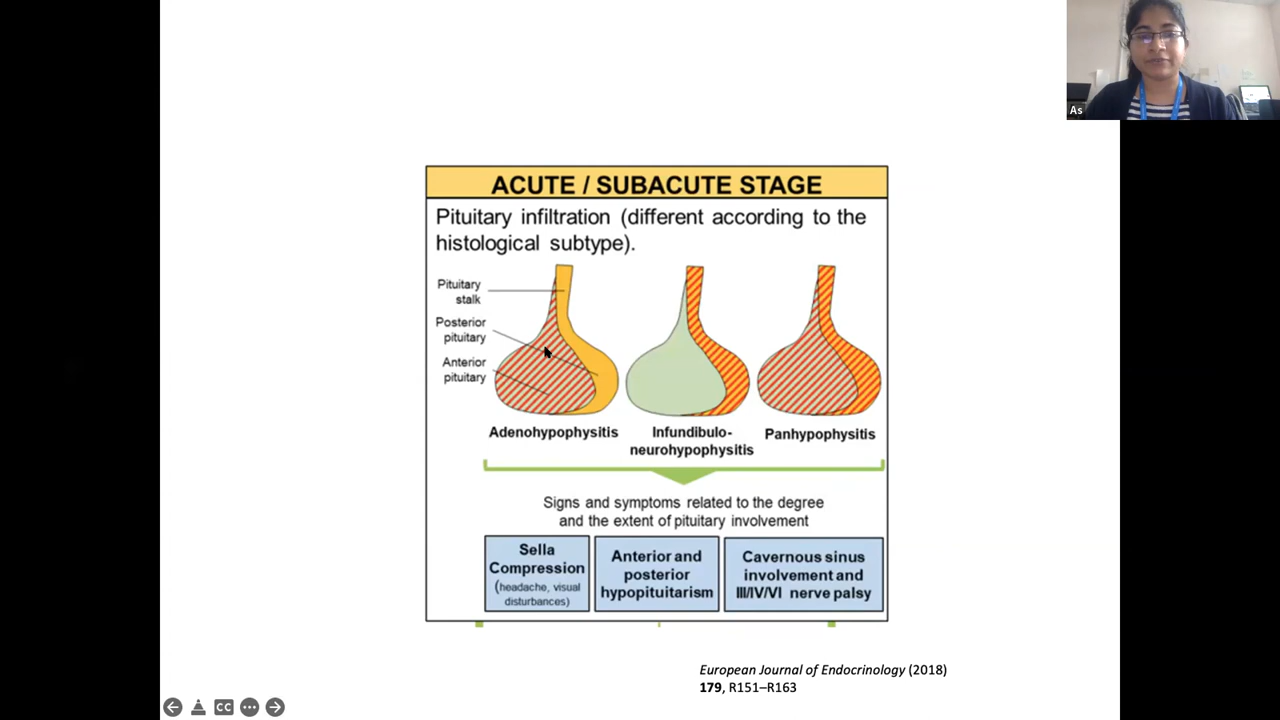 As
ACUTE / SUBACUTE STAGE
Pituitary infiltration (different according to the
histological subtype).
Pituitary
stalk
Posterior
pituitary
Anterior
pituitary
Adenohypophysitis
Infundibulo-
neurohypophysitis
Panhypophysitis
Signs and symptoms related to the degree
and the extent of pituitary involvement
Sella
Compression
(headache, visual
disturbances)
Anterior and
posterior
hypopituitarism
Cavernous sinus
involvement and
III/IV/VI nerve palsy
European Journal of Endocrinology (2018)
179, R151–R163
CC